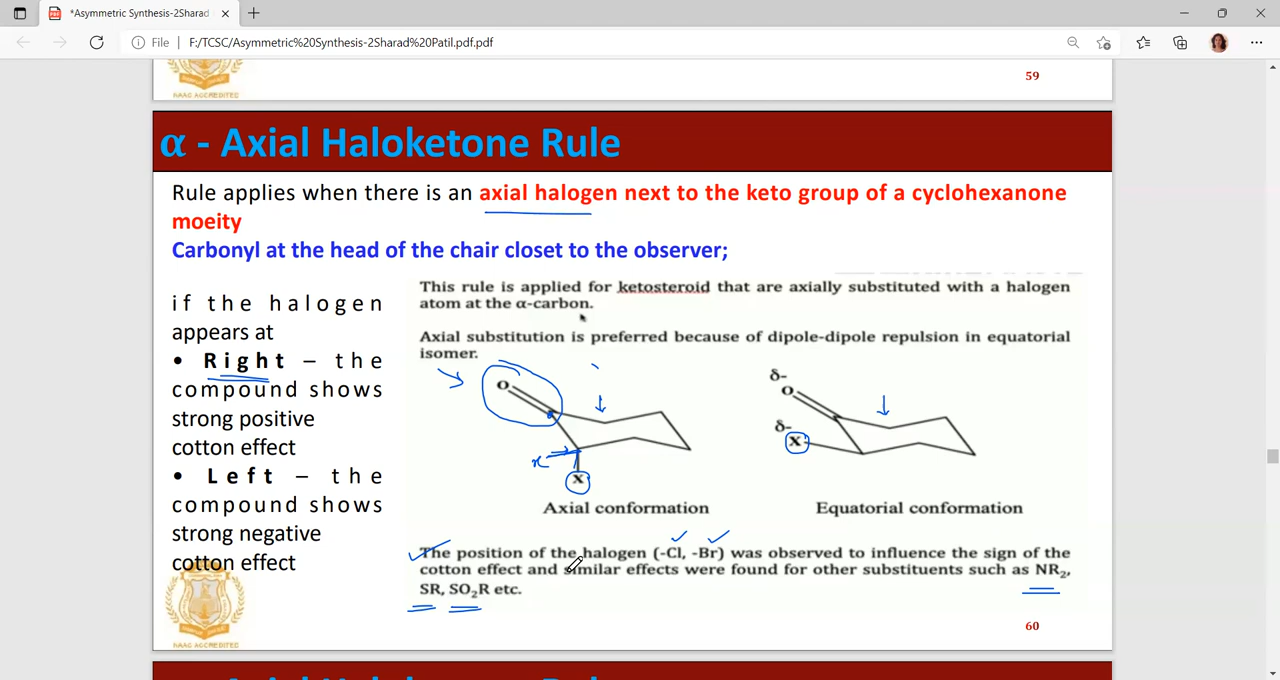 *Asymmetric Synthesis-2Sharad
File
F:/TCSC/Asymmetric%20Synthesis-2Sharad%20Patil.pdf.pdf
NAAC ACCREDITED
59
α - Axial Haloketone Rule
Rule applies when there is an axial halogen next to the keto group of a cyclohexanone
moeity
Carbonyl at the head of the chair closet to the observer;
if the halogen
appears at
• Right – the
compound shows
strong positive
cotton effect
• Left – the
compound shows
strong negative
cotton effect
This rule is applied for ketosteroid that are axially substituted with a halogen
atom at the α-carbon.
Axial substitution is preferred because of dipole-dipole repulsion in equatorial
isomer.
O
x
X
Axial conformation
δ-
O
δ-
X
Equatorial conformation
The position of the halogen (-Cl, -Br) was observed to influence the sign of the
cotton effect and similar effects were found for other substituents such as NR₂,
SR, SO₂R etc.
NAAC ACCREDITED
60